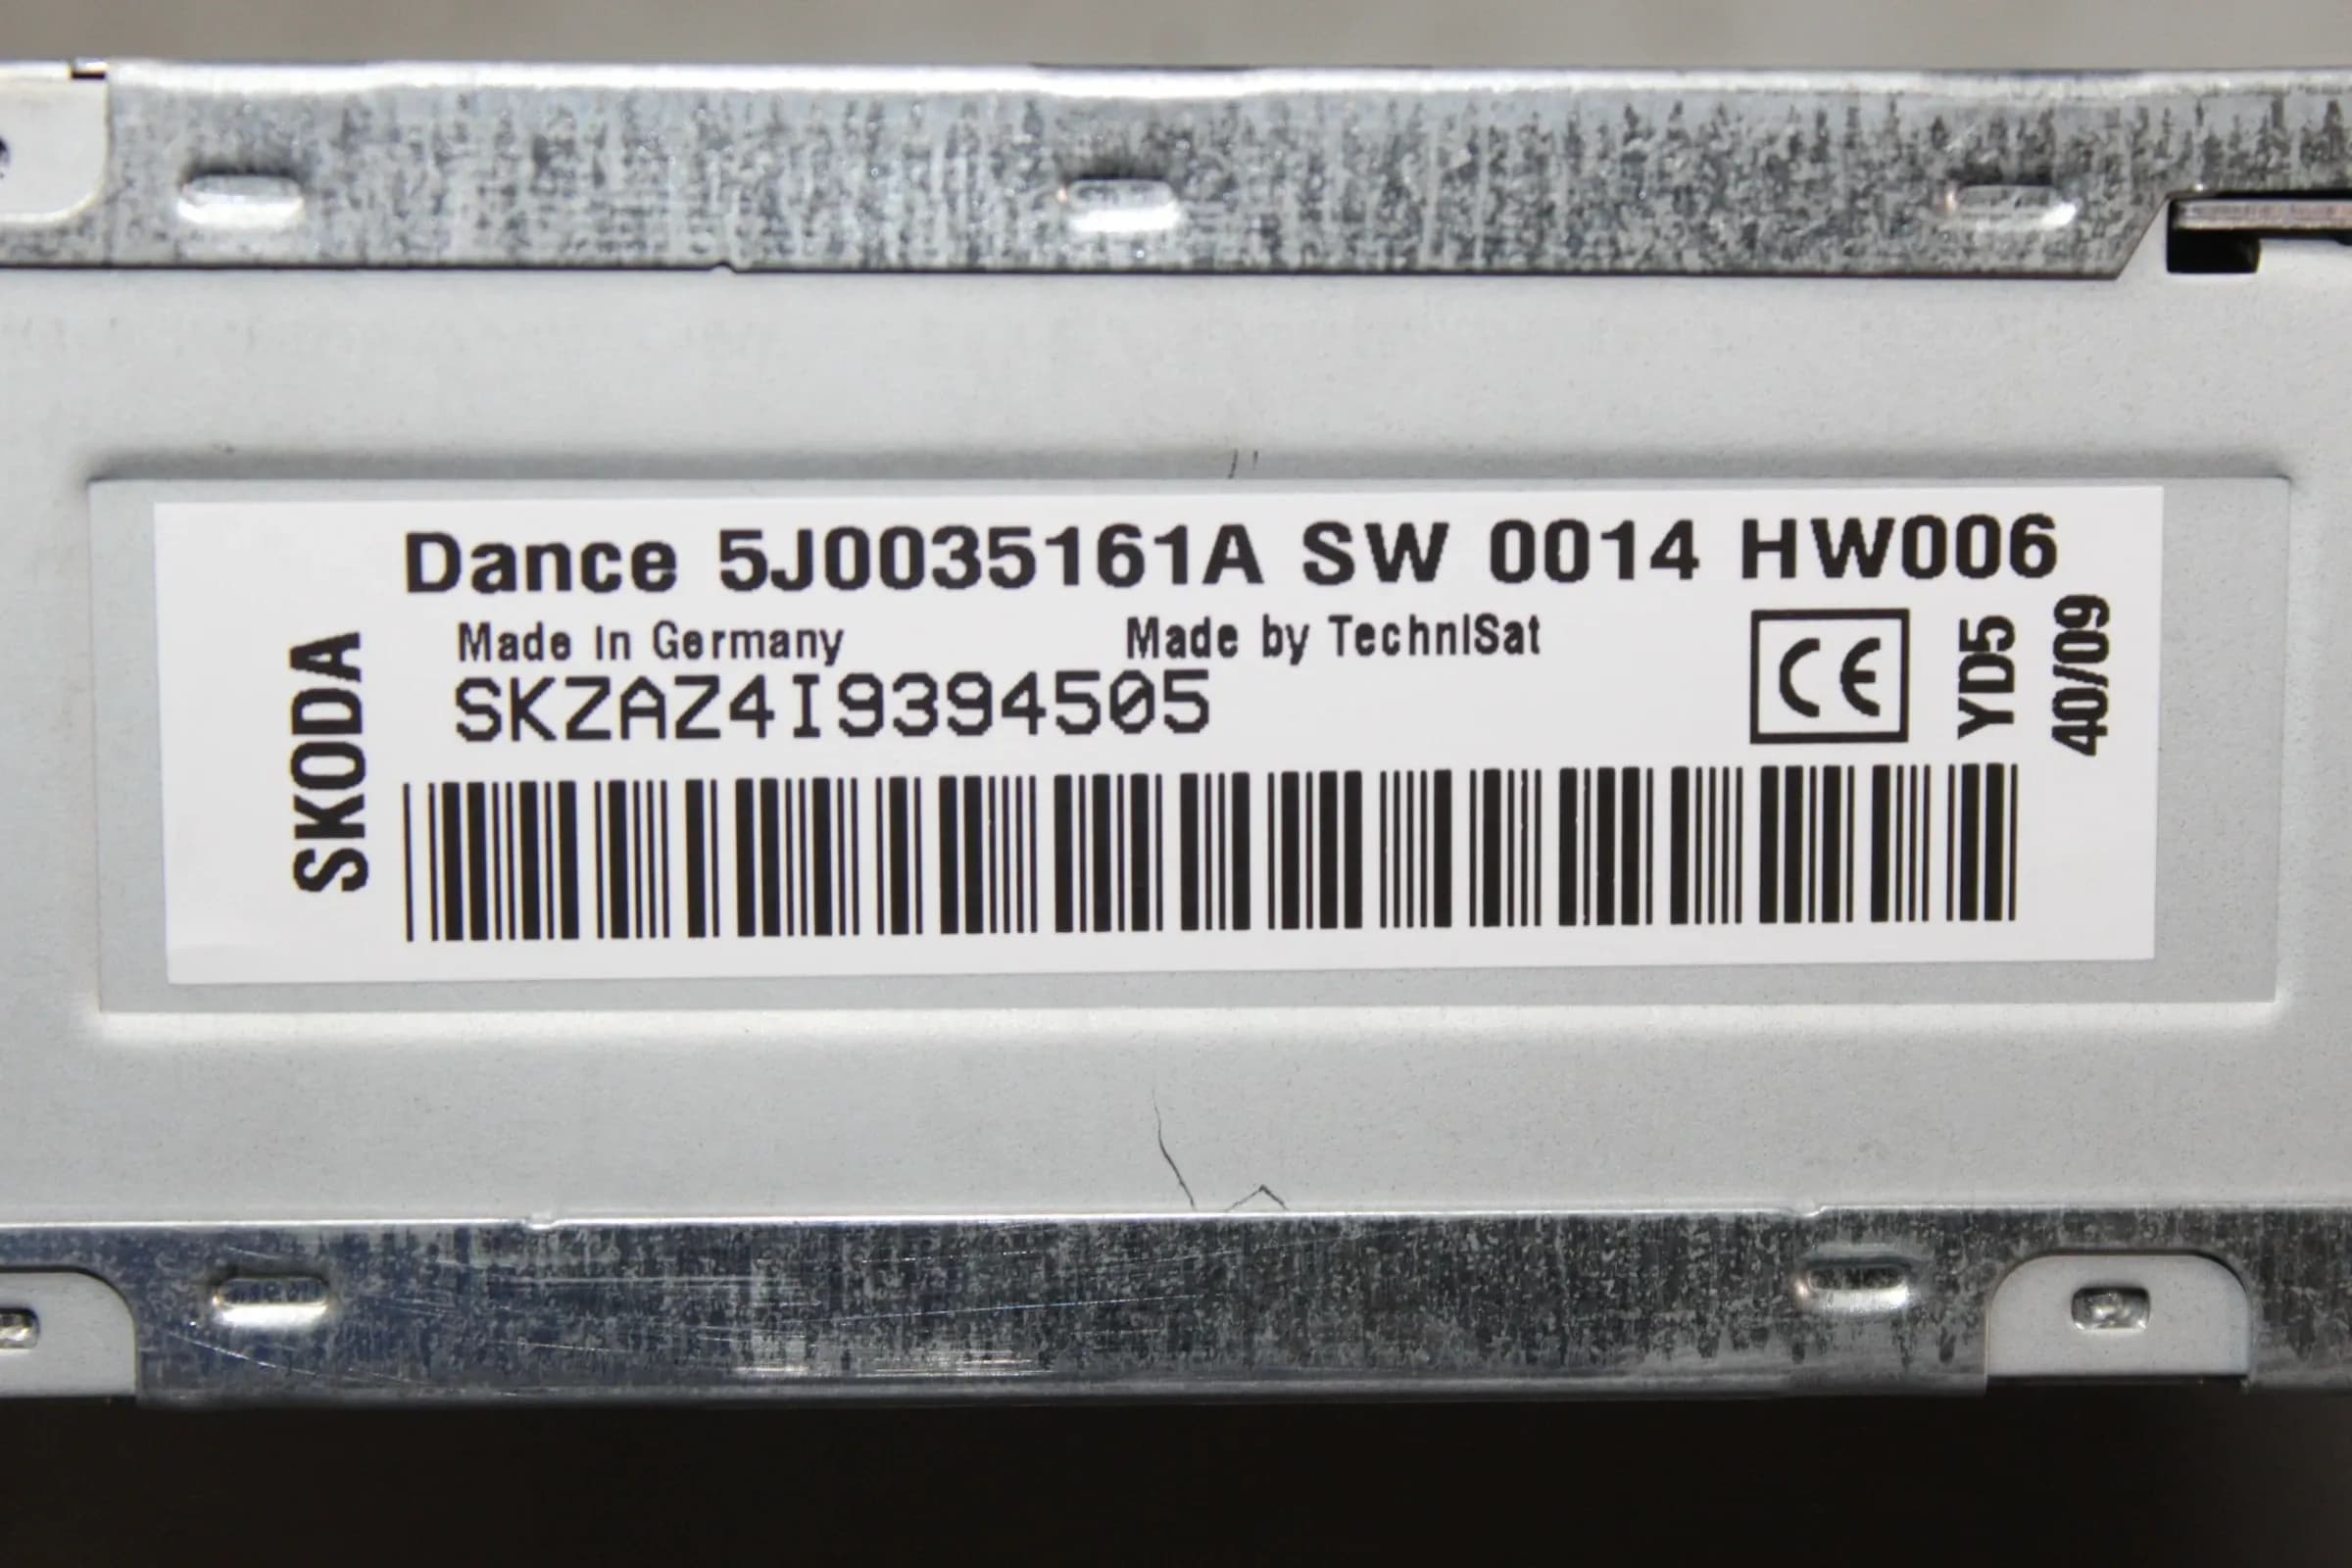 Dance 5J0035161A SW 0014 HW006
Made in Germany Made by TechniSat
SKZAZ4I9394505
SKODA
CE
YD5
40/09